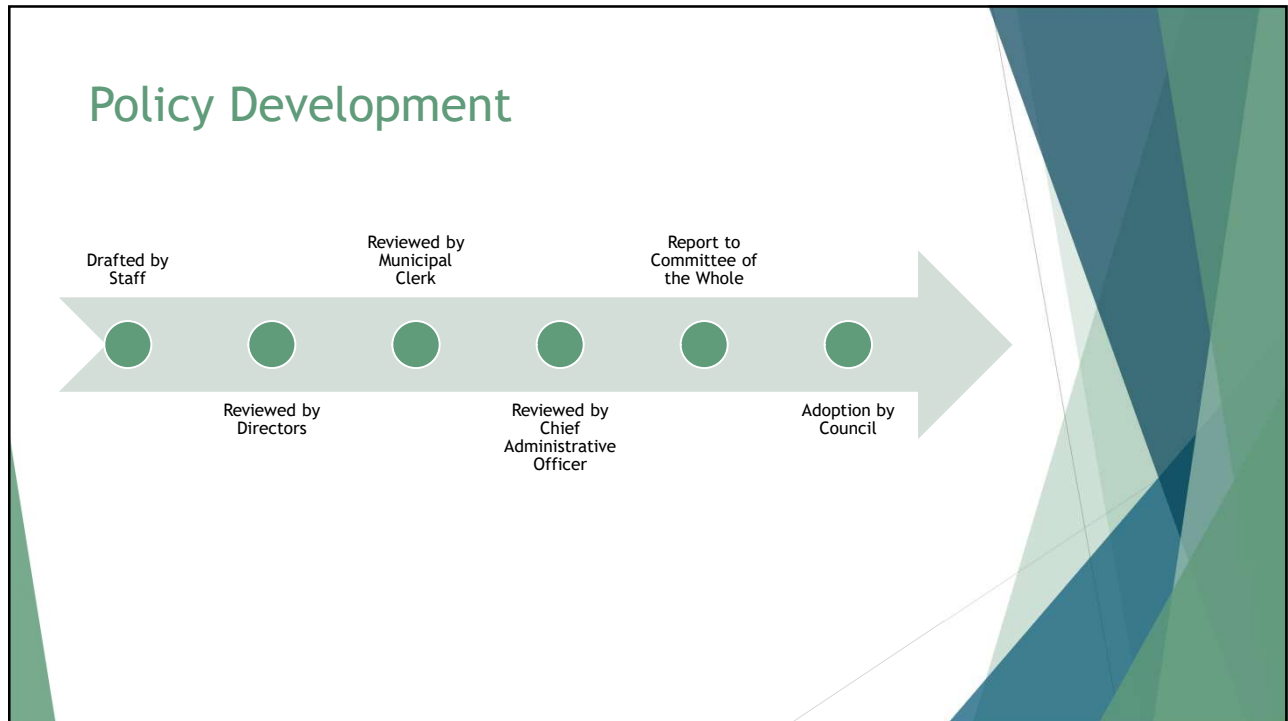 Policy Development
Drafted by
Staff
Reviewed by
Directors
Reviewed by
Municipal
Clerk
Reviewed by
Chief
Administrative
Officer
Report to
Committee of
the Whole
Adoption by
Council